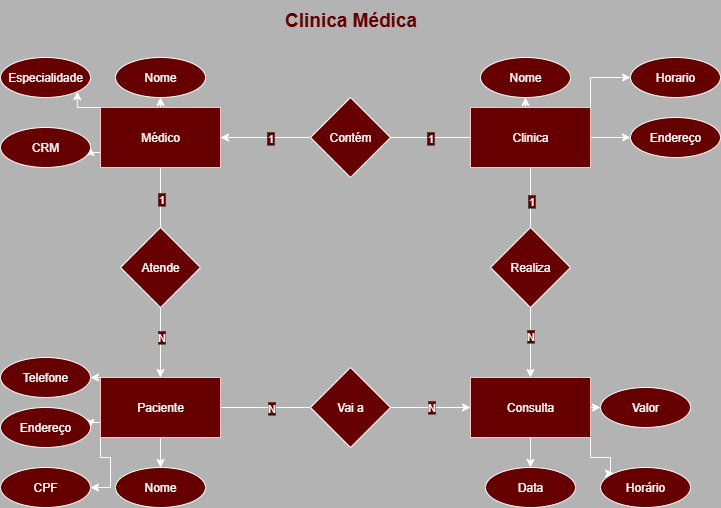 Clinica Médica
Especialidade
Nome
Nome
Horario
CRM
Médico
1
Contém
1
Clinica
Endereço
1
1
Atende
Realiza
N
N
Telefone
Endereço
Paciente
N
Vai a
N
Consulta
Valor
CPF
Nome
Data
Horário